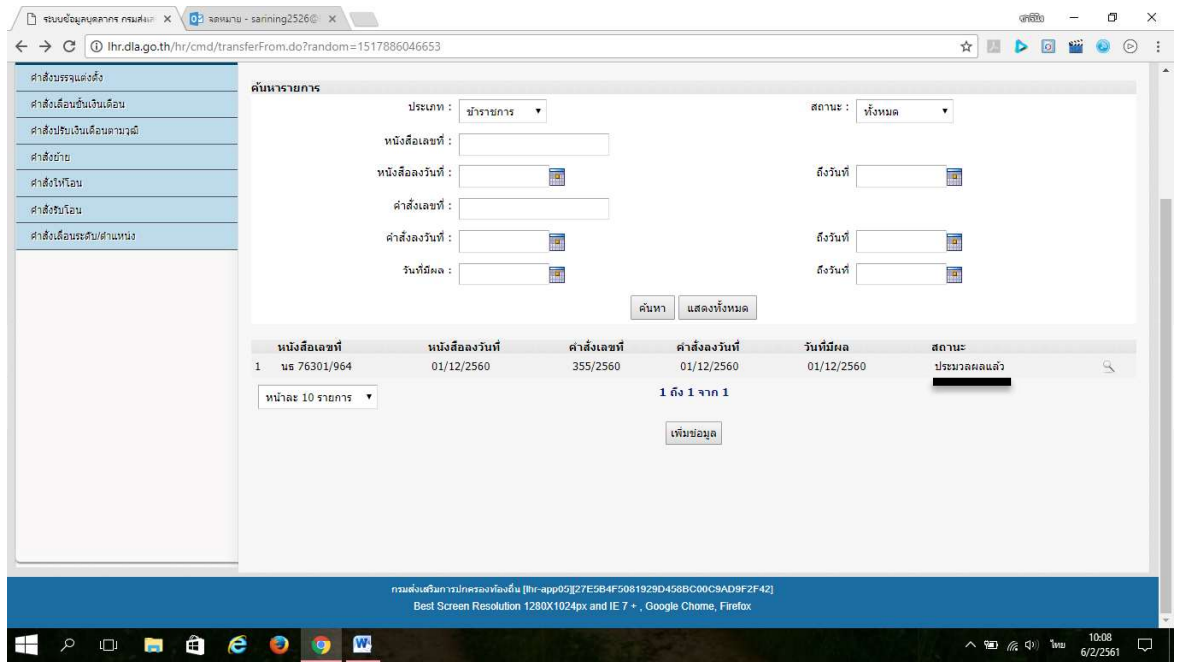 ระบบข้อมูลบุคลากร กรมส่งเส
จดหมาย - sarining2526@
lhr.dla.go.th/hr/cmd/transferFrom.do?random=1517886046653
คำสั่งบรรจุแต่งตั้ง
คำสั่งเลื่อนขั้นเงินเดือน
คำสั่งปรับเงินเดือนตามวุฒิ
คำสั่งย้าย
คำสั่งให้โอน
คำสั่งรับโอน
คำสั่งเลื่อนระดับ/ตำแหน่ง
ค้นหารายการ
ประเภท : ข้าราชการ สถานะ : ทั้งหมด
หนังสือเลขที่ :
หนังสือลงวันที่ : ถึงวันที่
คำสั่งเลขที่ :
คำสั่งลงวันที่ : ถึงวันที่
วันที่มีผล : ถึงวันที่
ค้นหา แสดงทั้งหมด
หนังสือเลขที่ หนังสือลงวันที่ คำสั่งเลขที่ คำสั่งลงวันที่ วันที่มีผล สถานะ
1 นธ 76301/964 01/12/2560 355/2560 01/12/2560 01/12/2560 ประมวลผลแล้ว
หน้าละ 10 รายการ 1 ถึง 1 จาก 1
เพิ่มข้อมูล
กรมส่งเสริมการปกครองท้องถิ่น [lhr-app05][27E5B4F5081929D458BC00C9AD9F2F42]
Best Screen Resolution 1280X1024px and IE 7 + , Google Chome, Firefox
ไทย 10:08
6/2/2561